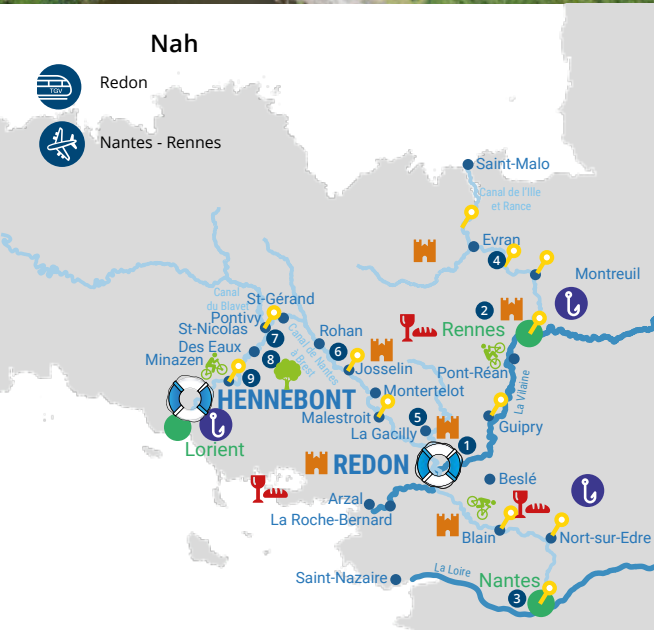 Nah
TGV
Redon
Nantes - Rennes
Saint-Malo
Canal de l'Ille
et Rance
Evran
4
Montreuil
2
Rennes
Canal
du Blavet
St-Gérand
Pontivy
St-Nicolas
Des Eaux
7
8
Minazen
9
Canal de Nantes
à Brest
Rohan
6
Josselin
Pont-Réan
La Vilaine
HENNEBONT
Montertelot
Malestroit
5
La Gacilly
Guipry
1
Lorient
REDON
Beslé
Arzal
La Roche-Bernard
Blain
Nort-sur-Edre
Saint-Nazaire
La Loire
Nantes
3